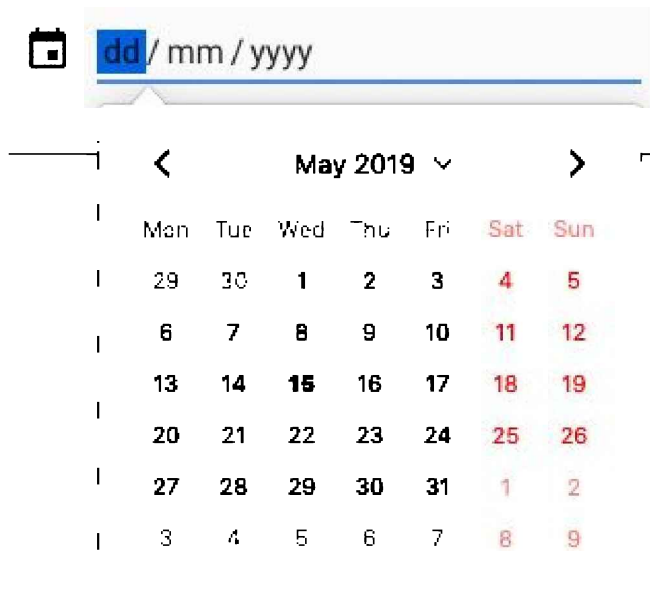 dd / mm / yyyy
May 2019
Mon Tue Wed Thu Fri Sat Sun
29 30 1 2 3 4 5
6 7 8 9 10 11 12
13 14 15 16 17 18 19
20 21 22 23 24 25 26
27 28 29 30 31 1 2
3 4 5 6 7 8 9